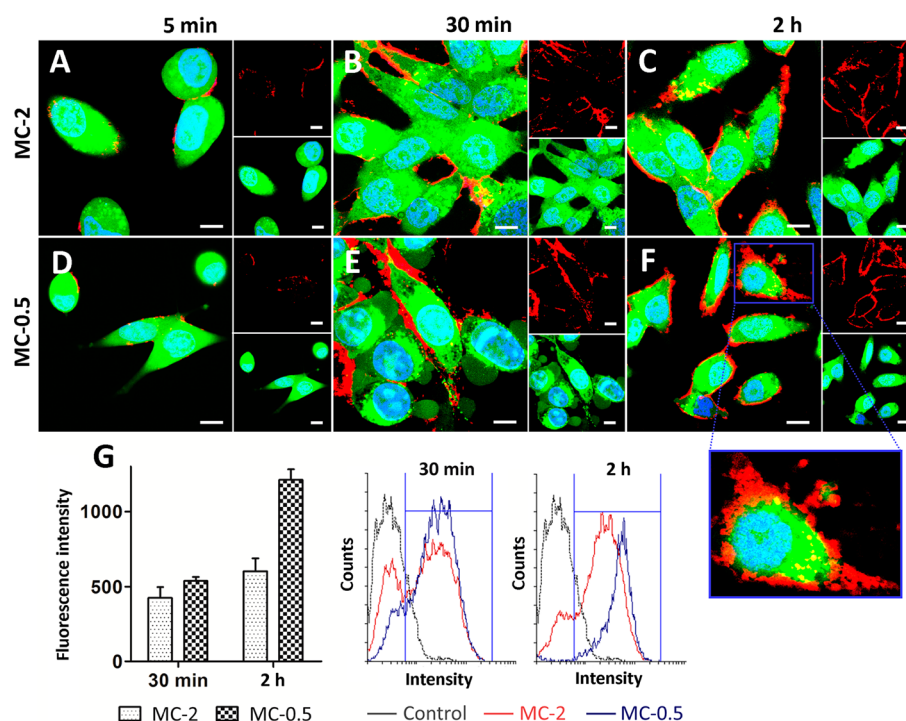 5 min 30 min 2 h
MC-2
A B C
MC-0.5
D E F
G
Fluorescence intensity
1000
500
0
30 min 2 h
MC-2 MC-0.5
30 min 2 h
Counts Counts
Intensity Intensity
Control MC-2 MC-0.5